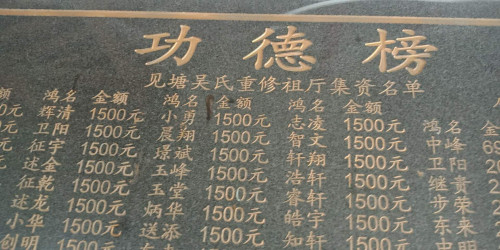 功德榜
见塘吴氏重修祖厅集资名单
鸿名 金额 鸿名 金额 鸿名 金额 鸿名 金
辉清 1500元 小勇 1500元 志凌 1500元 中峰
卫阳 1500元 晨翔 1500元 智文 1500元 卫阳
征宇 1500元 璟斌 1500元 轩翔 1500元 继贵
述金 1500元 玉峰 1500元 浩轩 1500元 步荣
征乾 1500元 玉堂 1500元 睿轩 1500元 东来
述龙 1500元 炳华 1500元 皓宇 1500元
小华 1500元 送添 1500元 知轩 1500元
创明